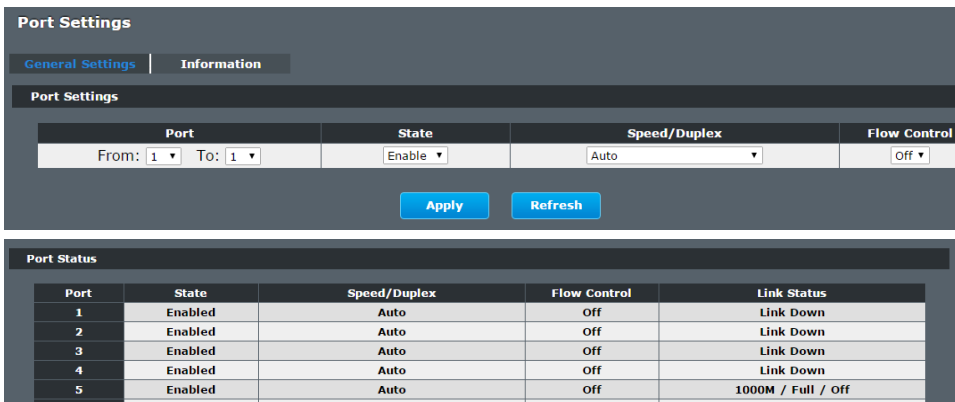 Port Settings
General Settings Information
Port Settings
Port State Speed/Duplex Flow Control
From: 1 To: 1 Enable Auto Off
Apply Refresh
Port Status
Port State Speed/Duplex Flow Control Link Status
1 Enabled Auto Off Link Down
2 Enabled Auto Off Link Down
3 Enabled Auto Off Link Down
4 Enabled Auto Off Link Down
5 Enabled Auto Off 1000M / Full / Off